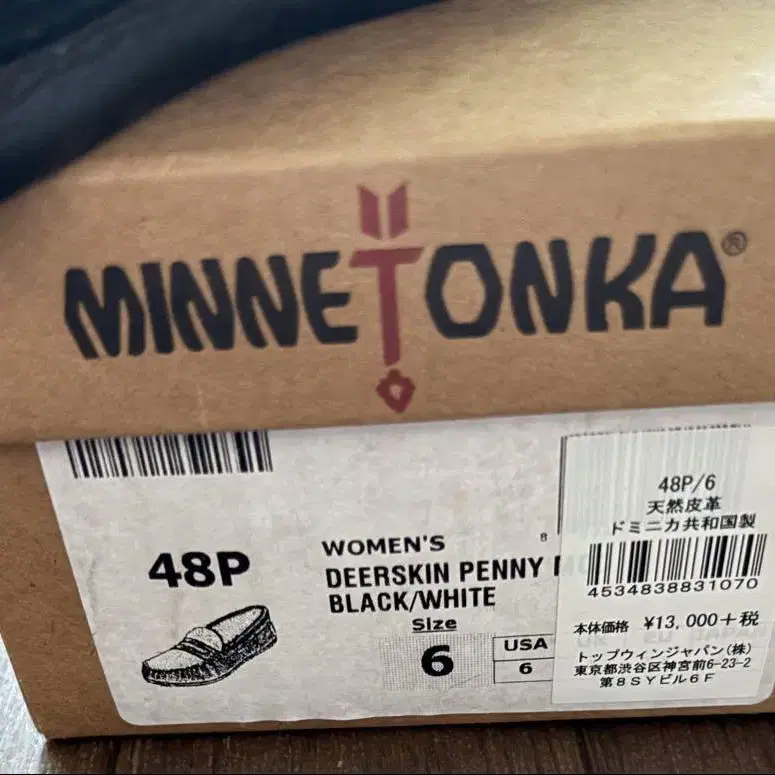 MINNETONKA®
48P
WOMEN'S
DEERSKIN PENNY
BLACK/WHITE
Size
6
USA
6
B
48P/6
天然皮革
ドミニカ共和国製
4534838831070
本体価格 ¥13,000+税
トップウィンジャパン(株)
東京都渋谷区神宮前6-23-2
第8SYビル6F